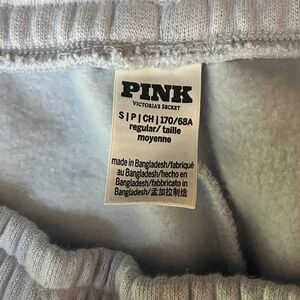 PINK
VICTORIA'S SECRET
S | P | CH | 170/68A
regular/ taille
moyenne
made in Bangladesh/fabriqué
au Bangladesh/hecho en
Bangladesh/fabbricato in
Bangladesh/孟加拉制造